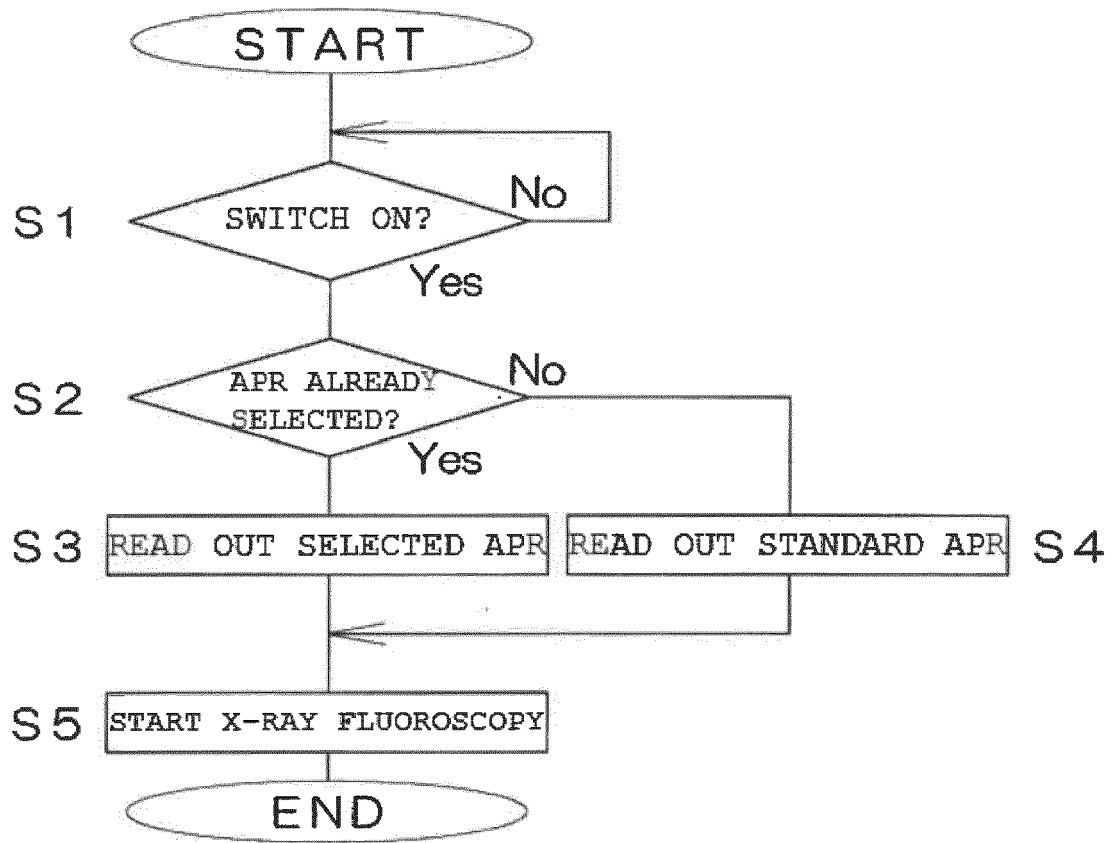 START
No
S1
SWITCH ON?
Yes
No
S2
APR ALREADY
SELECTED?
Yes
S3
READ OUT SELECTED APR
READ OUT STANDARD APR
S4
S5
START X-RAY FLUOROSCOPY
END